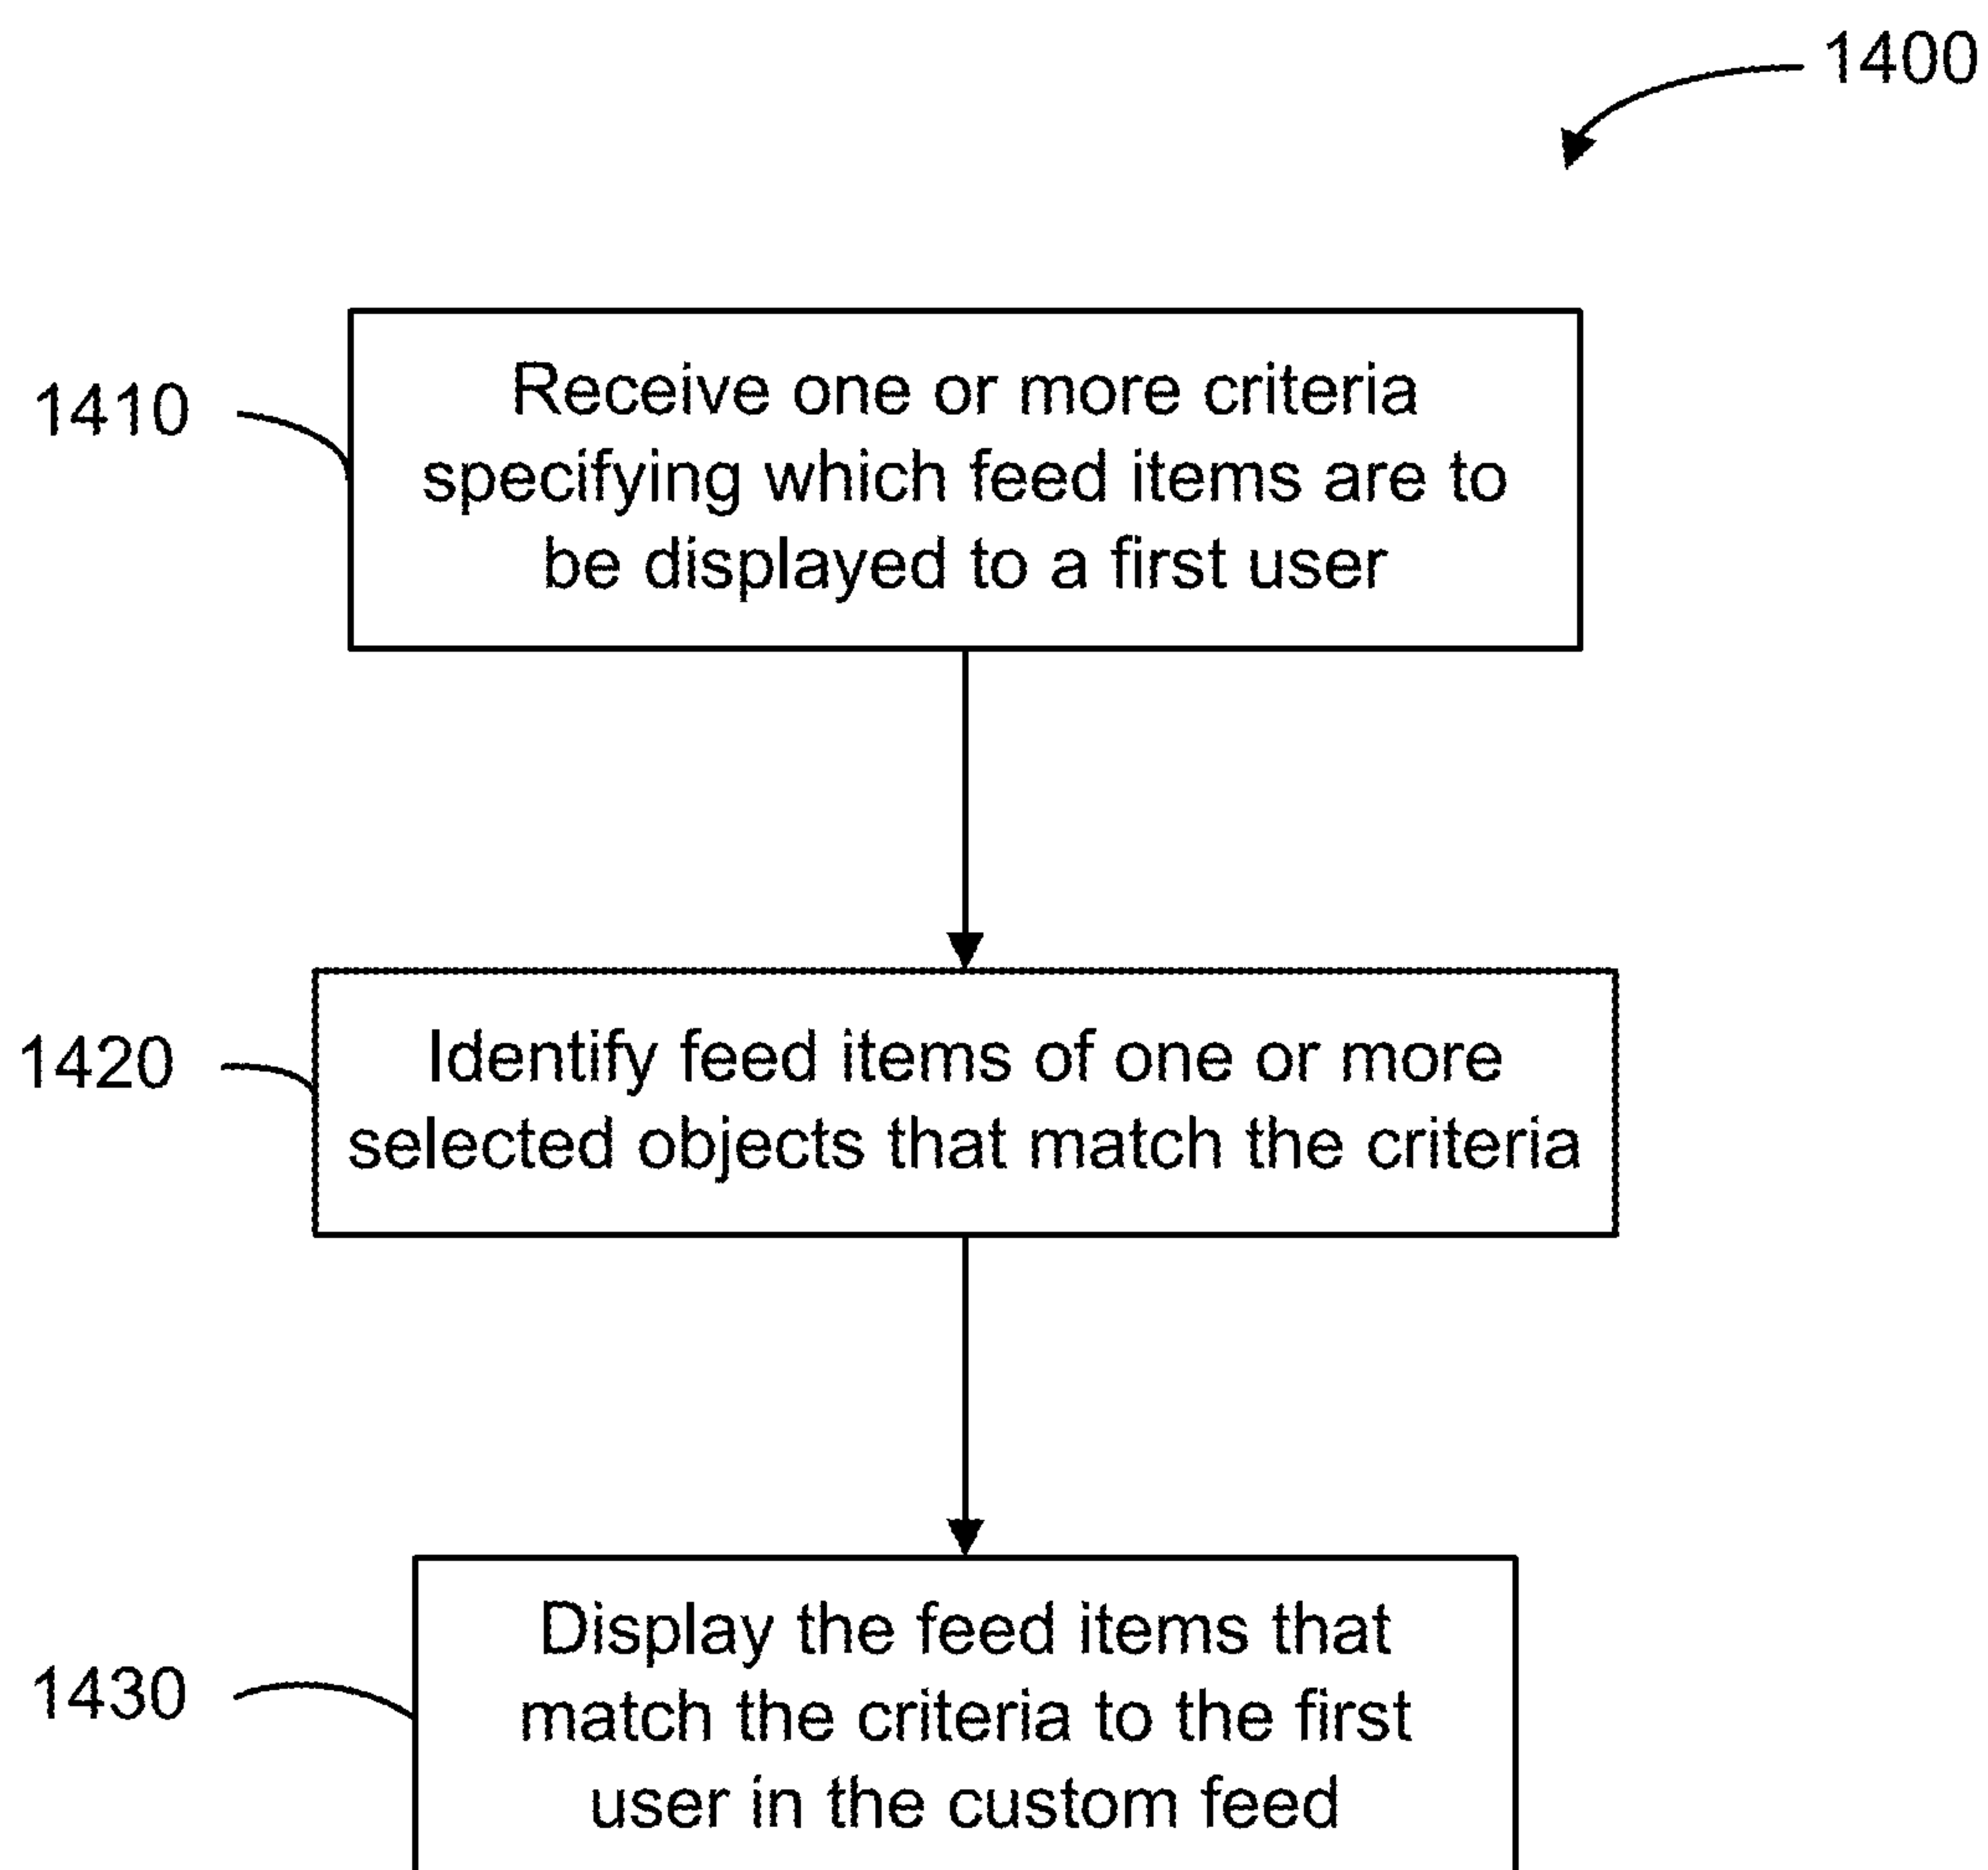 1400
1410
Receive one or more criteria
specifying which feed items are to
be displayed to a first user
1420
Identify feed items of one or more
selected objects that match the criteria
1430
Display the feed items that
match the criteria to the first
user in the custom feed